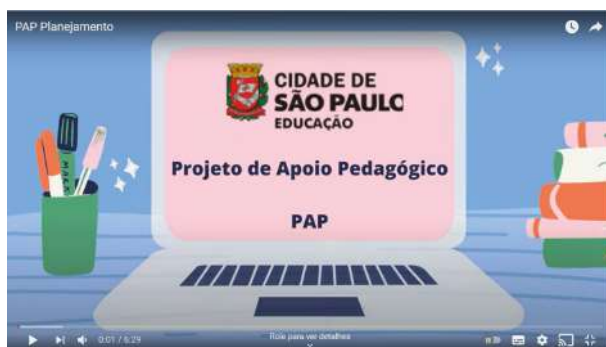 PAP Planejamento
CIDADE DE
SÃO PAULO
EDUCAÇÃO
Projeto de Apoio Pedagógico
PAP
0:01 / 6:29
Role para ver detalhes